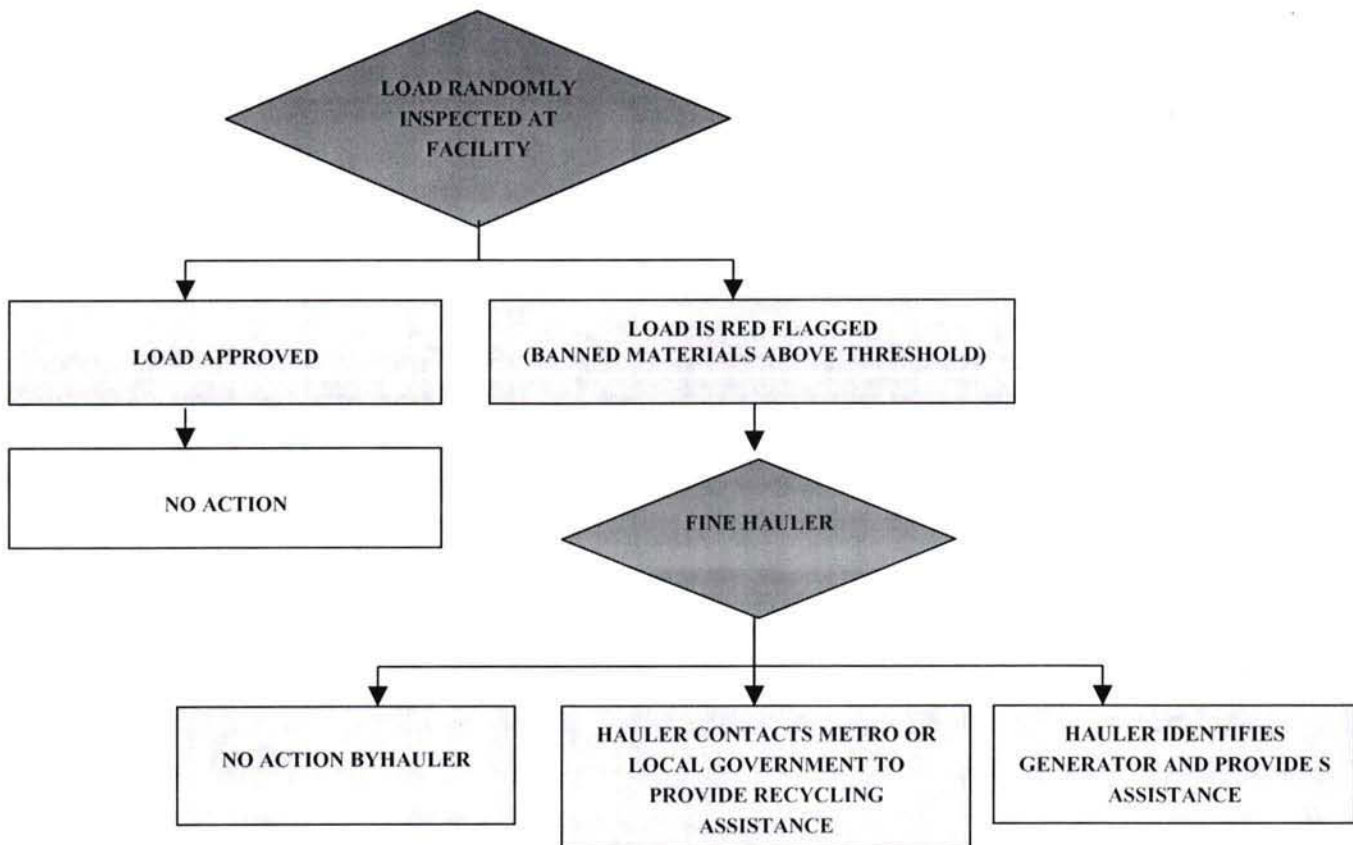 LOAD RANDOMLY
INSPECTED AT
FACILITY
LOAD APPROVED
LOAD IS RED FLAGGED
(BANNED MATERIALS ABOVE THRESHOLD)
NO ACTION
FINE HAULER
NO ACTION BYHAULER
HAULER CONTACTS METRO OR
LOCAL GOVERNMENT TO
PROVIDE RECYCLING
ASSISTANCE
HAULER IDENTIFIES
GENERATOR AND PROVIDE S
ASSISTANCE